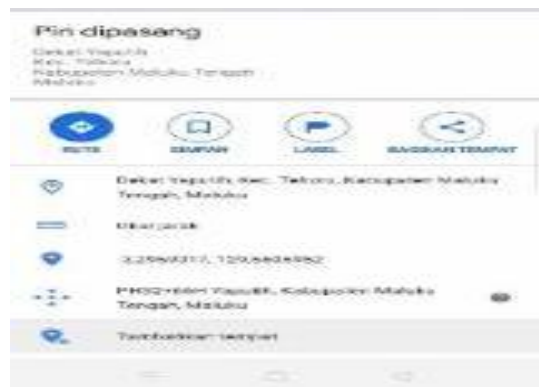 Pin dipasang
Dekat Yaputih
Kec. Tehoru
Kabupaten Maluku Tengah
Maluku
RUTE
SIMPAN
LABEL
BAGIKAN TEMPAT
Dekat Yaputih, Kec. Tehoru, Kabupaten Maluku
Tengah, Maluku
Ukur jarak
Yaputih, Kabupaten Maluku
Tengah, Maluku
Tambahkan tempat